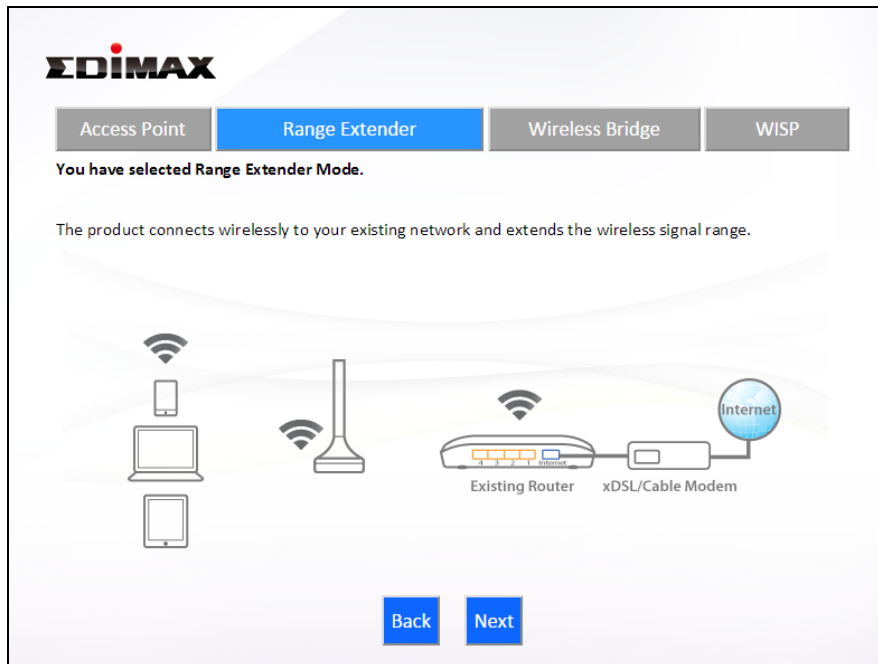 EDIMAX
Access Point Range Extender Wireless Bridge WISP
You have selected Range Extender Mode.
The product connects wirelessly to your existing network and extends the wireless signal range.
Internet
4 3 2 1 Internet
Existing Router xDSL/Cable Modem
Back Next